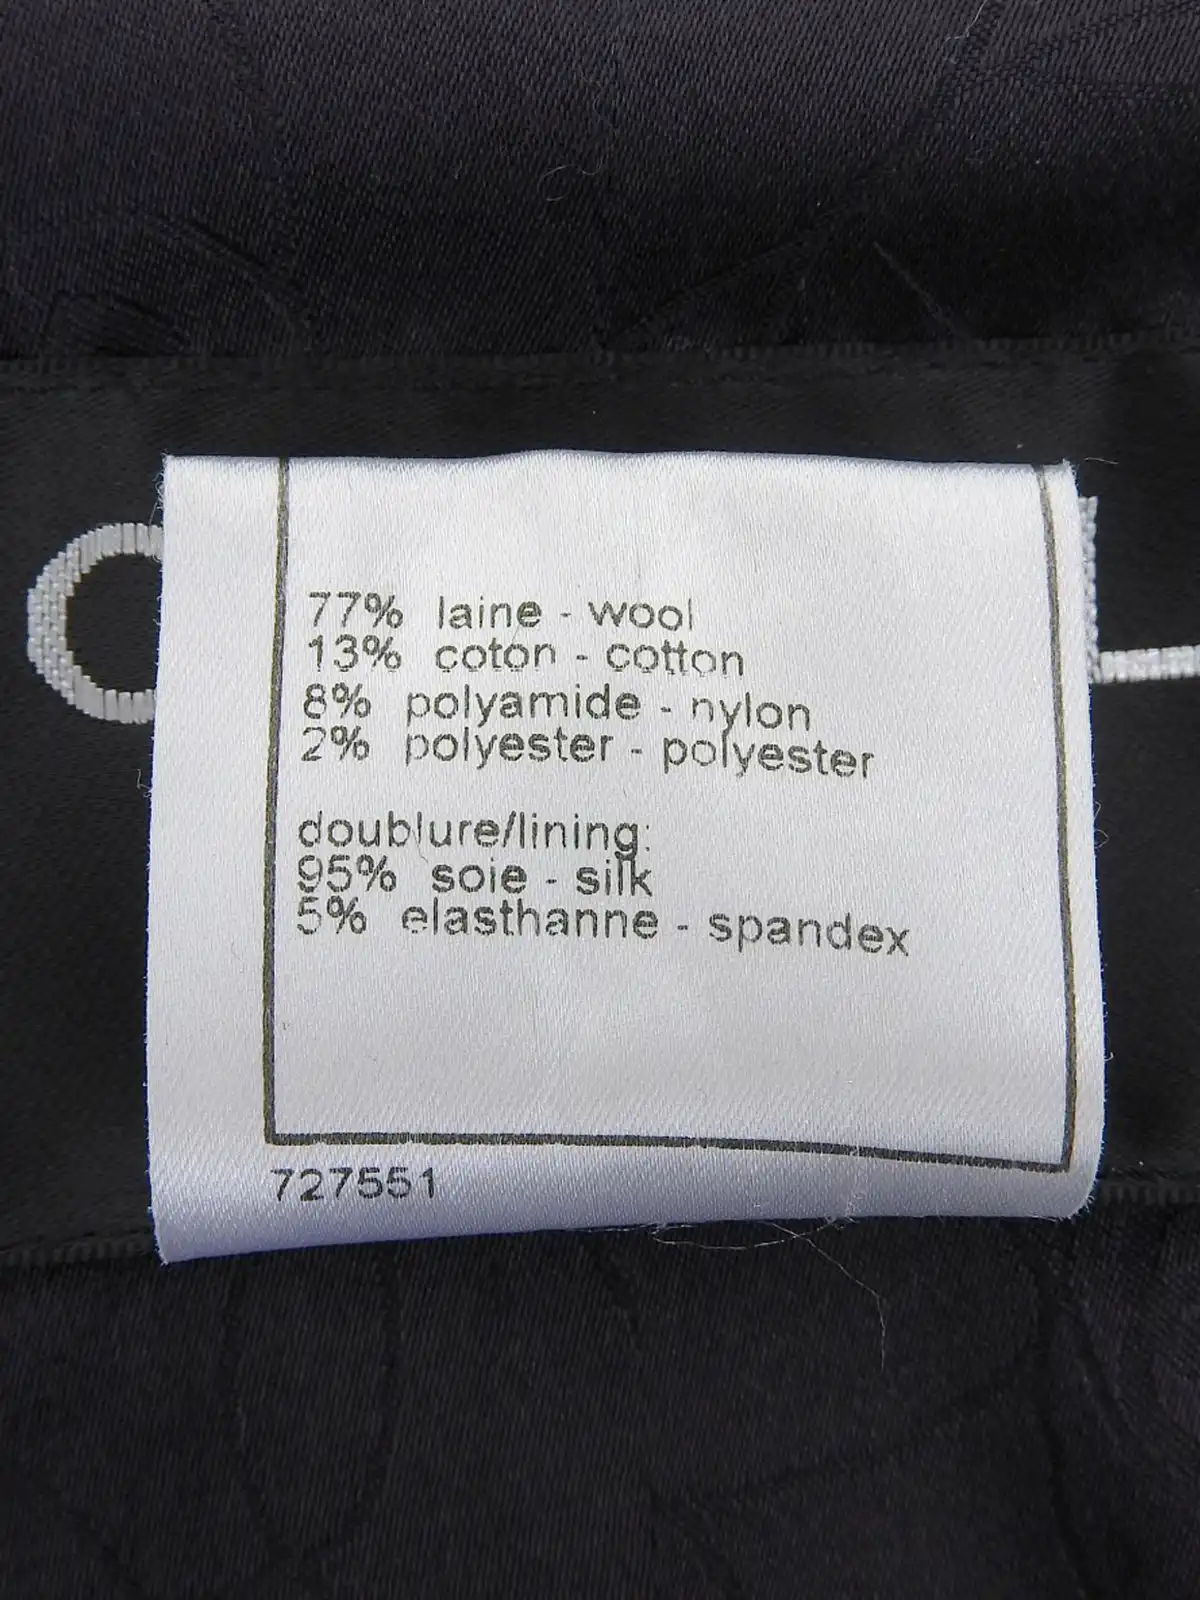 77% laine - wool
13% coton - cotton
8% polyamide - nylon
2% polyester - polyester
doublure/lining:
95% soie - silk
5% elasthanne - spandex
727551